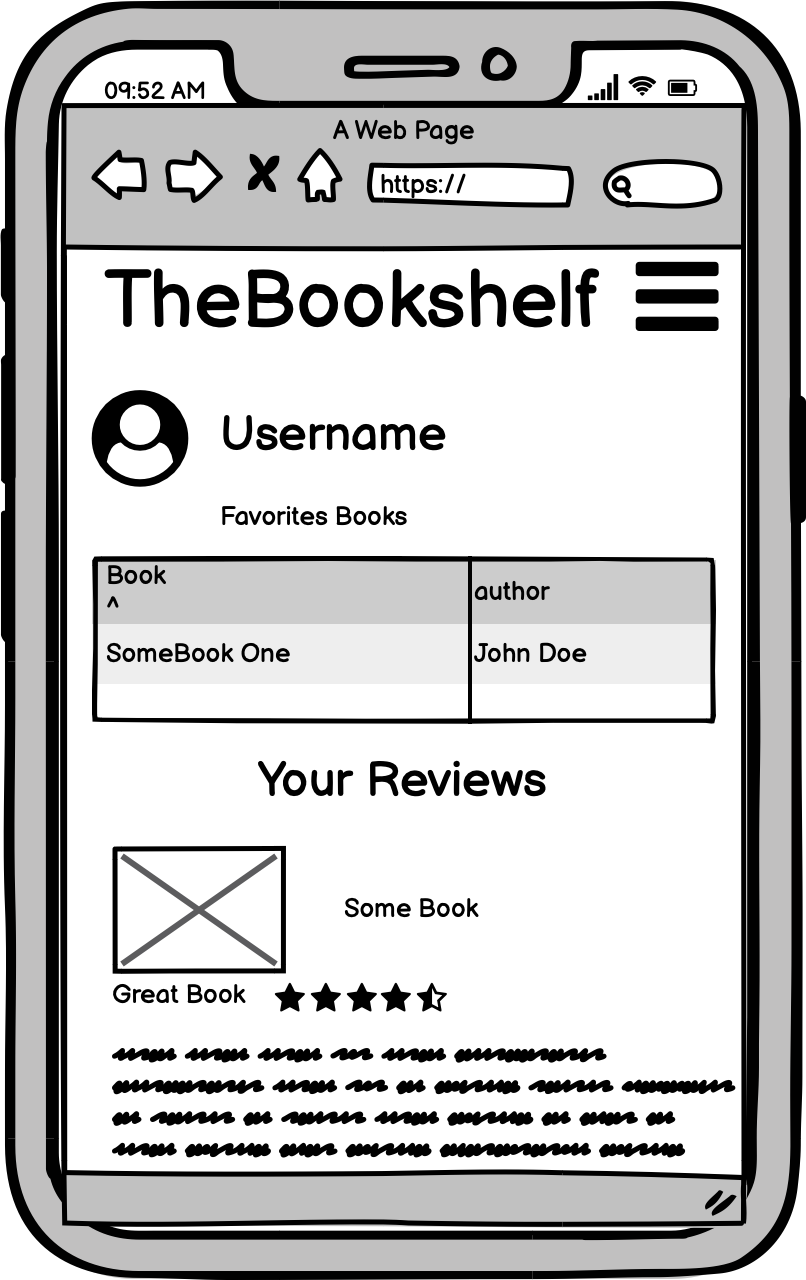 09:52 AM
A Web Page
https://
TheBookshelf
Username
Favorites Books
Book author
^
SomeBook One John Doe
Your Reviews
Some Book
Great Book